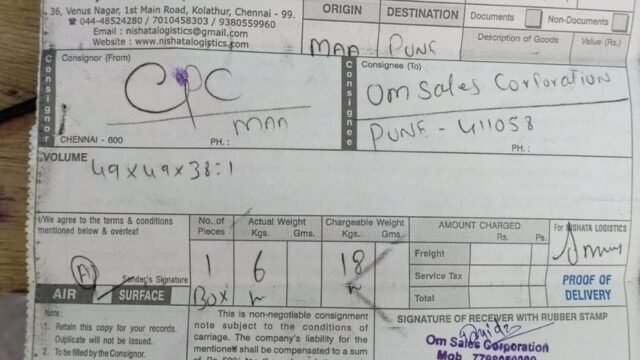 36, Venus Nagar, 1st Main Road, Kolathur, Chennai - 99.
044-48524280 / 7010458303 / 9380559960
Email : nishatalogistics@gmail.com
Website : www.nishatalogistics.com
ORIGIN DESTINATION Documents Non-Documents
MAA PUNE Description of Goods Value (Rs.)
Consignor Consignor (From) Consignee Consignee (To)
CPC Om Sales Corporation
MAA PUNE - 411058
CHENNAI - 600 PH. : PH. :
VOLUME
49 x 49 x 38 : 1
I/We agree to the terms & conditions mentioned below & overleaf
No. of Pieces Actual Weight Kgs. Gms. Chargeable Weight Kgs. Gms.
AMOUNT CHARGED Rs. Ps.
For NISHATA LOGISTICS
1 6 18
BOX
Freight
Service Tax
Total
A
Sender's Signature
AIR SURFACE
PROOF OF DELIVERY
Note :
1. Retain this copy for your records.
Duplicate will not be issued.
2. To be filled by the Consignor.
This is non-negotiable consignment
note subject to the conditions of
carriage. The company's liability for
the mentioned shall be compensated to a sum
SIGNATURE OF RECEIVER WITH RUBBER STAMP
Om Sales Corporation